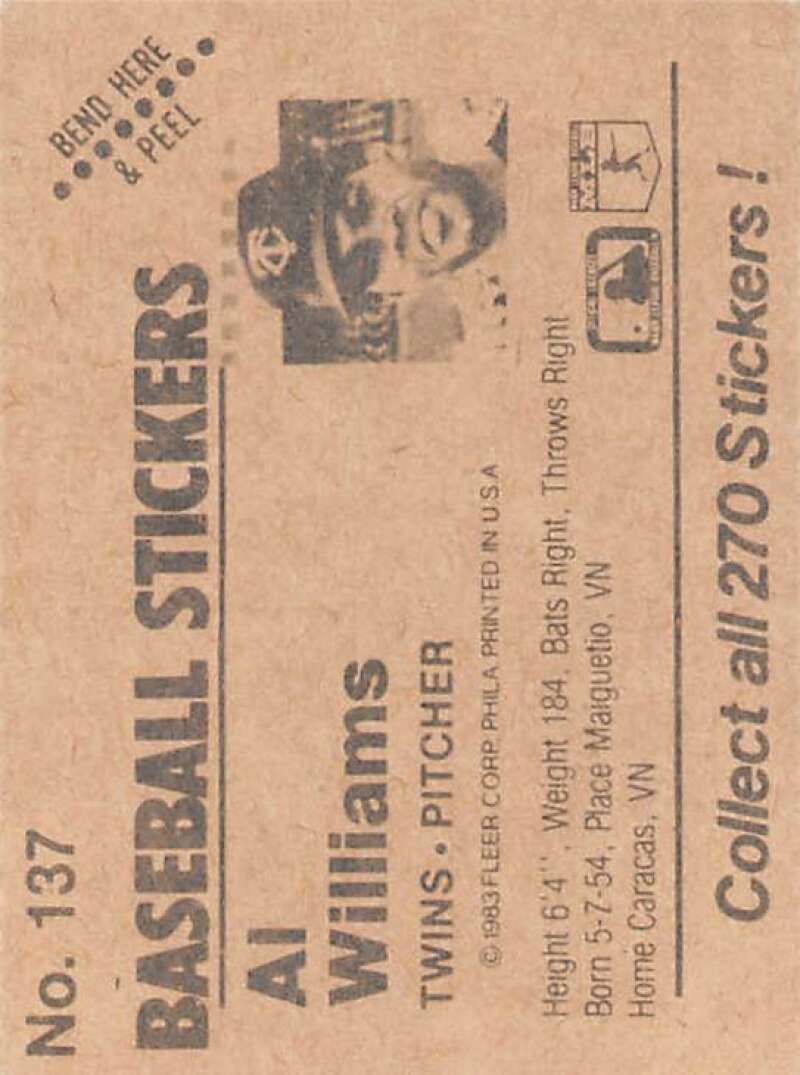 No. 137
BEND HERE
& PEEL
BASEBALL STICKERS
Al
Williams
TWINS • PITCHER
© 1983 FLEER CORP. PHILA. PRINTED IN U.S.A
Height 6'4'', Weight 184, Bats Right, Throws Right
Born 5-7-54, Place Maiguetio, VN
Home Caracas, VN
Collect all 270 Stickers!